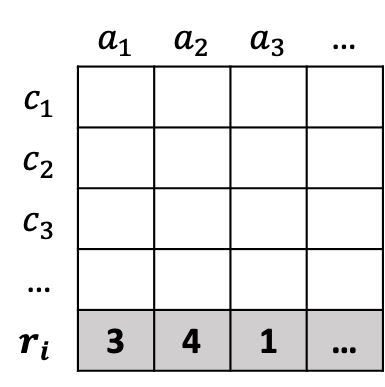 a₁ a₂ a₃ ...
c₁
c₂
c₃
...
rᵢ 3 4 1 ...